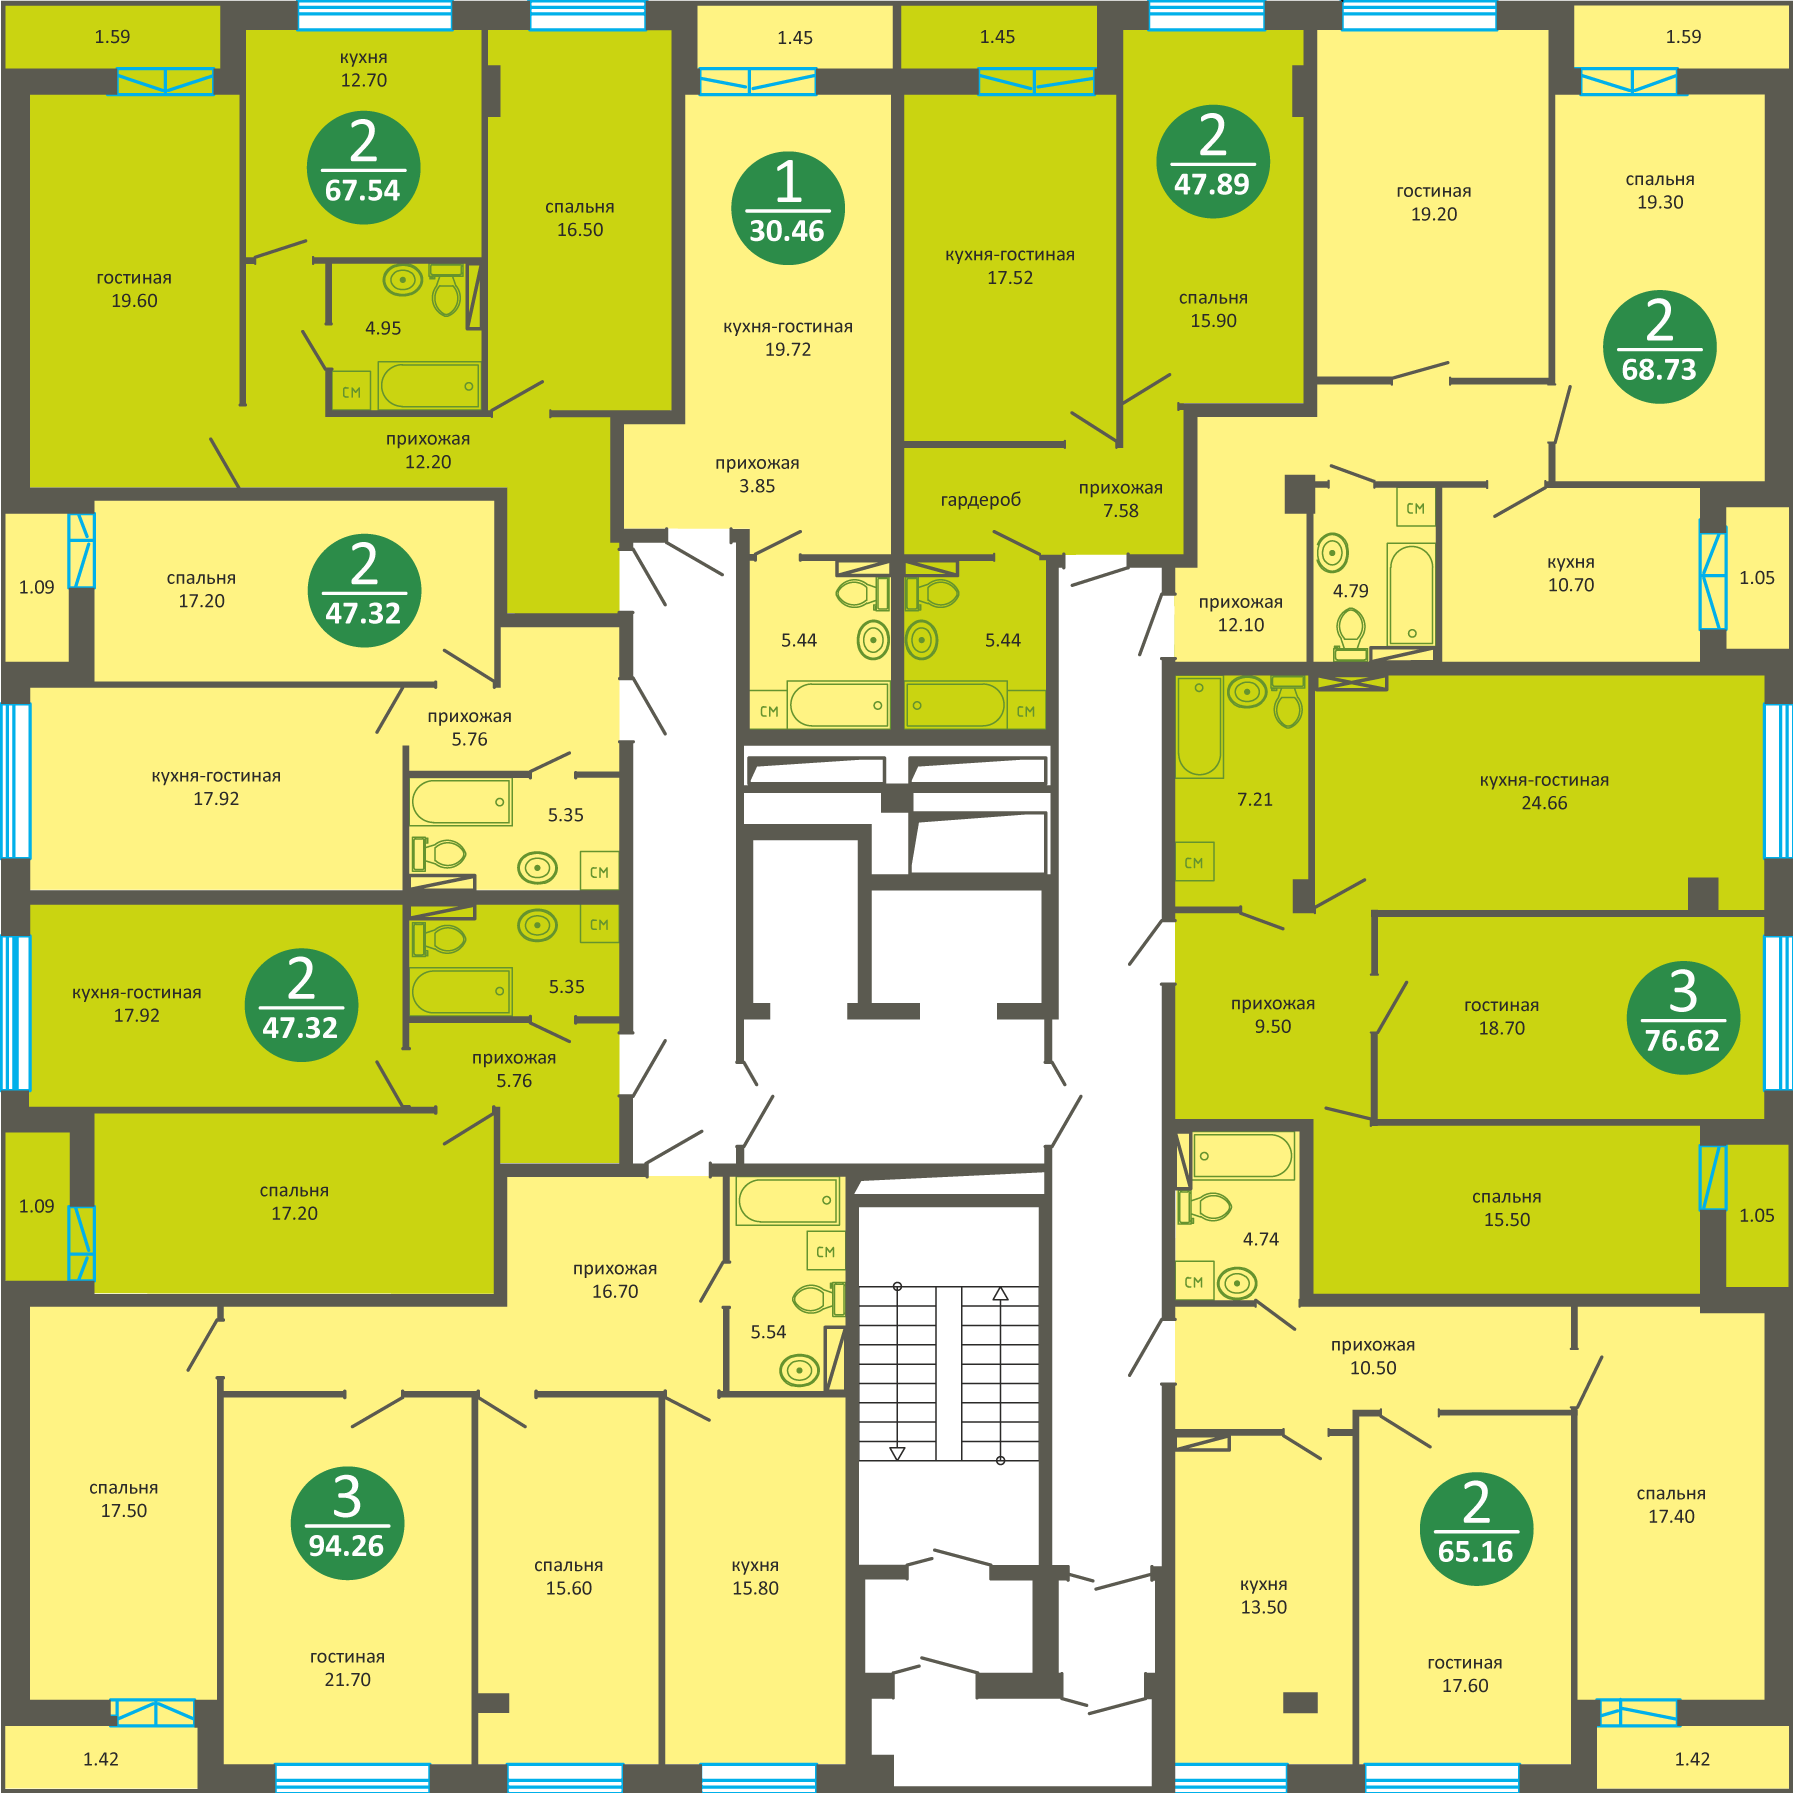 1.59
кухня
12.70
2
67.54
гостиная
19.60
4.95
СМ
спальня
16.50
прихожая
12.20
1.45
1
30.46
кухня-гостиная
19.72
прихожая
3.85
5.44
СМ
1.45
2
47.89
кухня-гостиная
17.52
спальня
15.90
гардероб
прихожая
7.58
5.44
СМ
1.59
гостиная
19.20
спальня
19.30
2
68.73
СМ
4.79
кухня
10.70
1.05
прихожая
12.10
1.09
спальня
17.20
2
47.32
прихожая
5.76
кухня-гостиная
17.92
5.35
СМ
кухня-гостиная
17.92
2
47.32
СМ
5.35
прихожая
5.76
1.09
спальня
17.20
7.21
СМ
кухня-гостиная
24.66
прихожая
9.50
гостиная
18.70
3
76.62
спальня
15.50
1.05
прихожая
16.70
СМ
5.54
спальня
17.50
3
94.26
гостиная
21.70
спальня
15.60
кухня
15.80
1.42
4.74
СМ
прихожая
10.50
кухня
13.50
2
65.16
гостиная
17.60
спальня
17.40
1.42